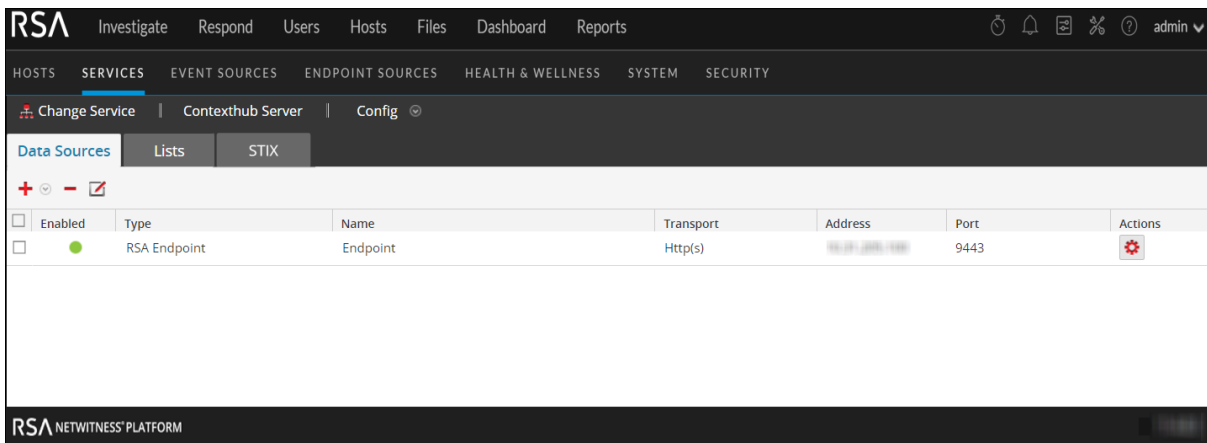 RSA Investigate Respond Users Hosts Files Dashboard Reports admin
HOSTS SERVICES EVENT SOURCES ENDPOINT SOURCES HEALTH & WELLNESS SYSTEM SECURITY
Change Service | Contexthub Server | Config
Data Sources Lists STIX
Enabled Type Name Transport Address Port Actions
RSA Endpoint Endpoint Http(s) 9443
RSA NETWITNESS® PLATFORM